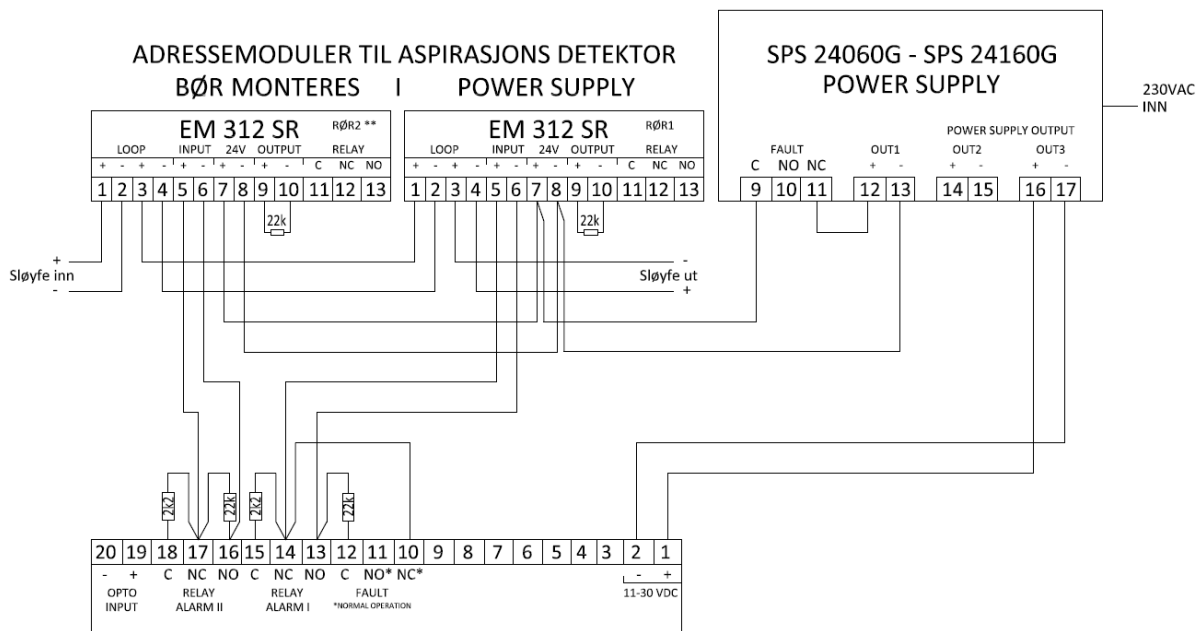 ADRESSEMODULER TIL ASPIRASJONS DETEKTOR
BØR MONTERES I POWER SUPPLY
SPS 24060G - SPS 24160G
POWER SUPPLY
230VAC
INN
EM 312 SR RØR2 **
LOOP INPUT 24V OUTPUT RELAY
+ - + - + - + - + - C NC NO
1 2 3 4 5 6 7 8 9 10 11 12 13
22k
EM 312 SR RØR1
LOOP INPUT 24V OUTPUT RELAY
+ - + - + - + - + - C NC NO
1 2 3 4 5 6 7 8 9 10 11 12 13
22k
POWER SUPPLY OUTPUT
FAULT OUT1 OUT2 OUT3
C NO NC + - + - + -
9 10 11 12 13 14 15 16 17
+
Sløyfe inn
-
-
Sløyfe ut
+
2k2 22k 2k2 22k
20 19 18 17 16 15 14 13 12 11 10 9 8 7 6 5 4 3 2 1
- + C NC NO C NC NO C NO* NC* - +
OPTO INPUT
RELAY ALARM II
RELAY ALARM I
FAULT
*NORMAL OPERATION
11-30 VDC